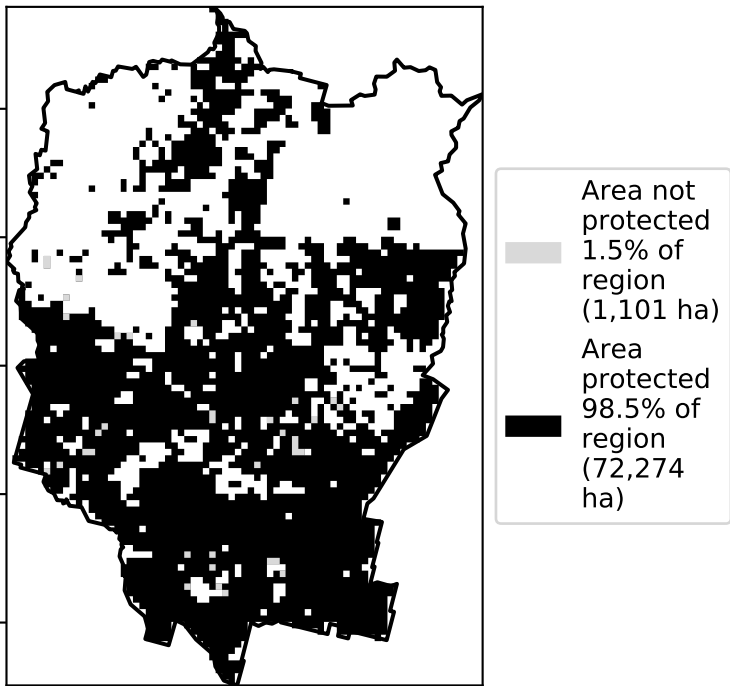 Area not
protected
1.5% of
region
(1,101 ha)
Area
protected
98.5% of
region
(72,274
ha)